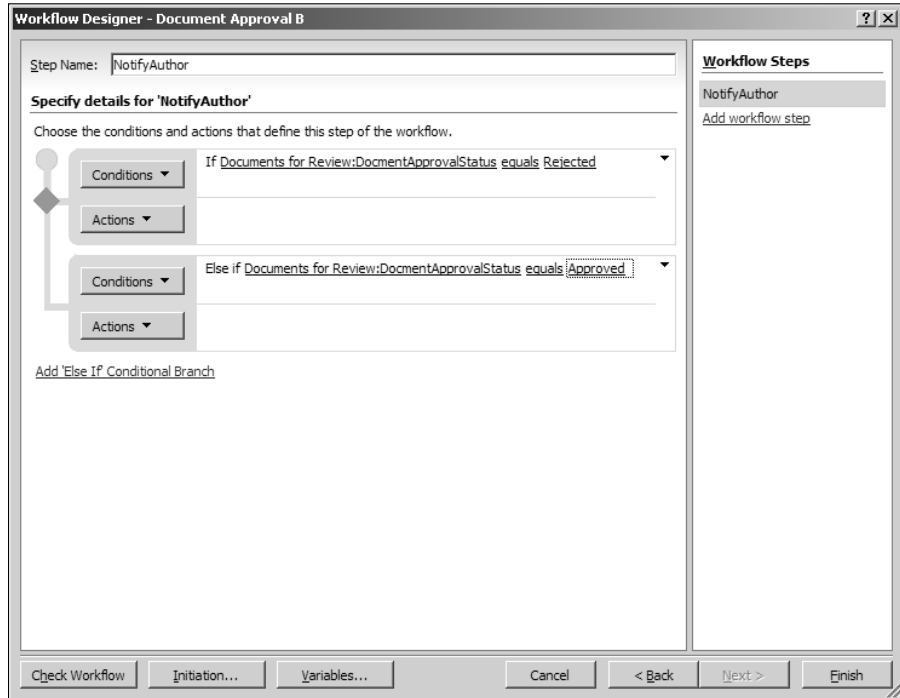 Workflow Designer - Document Approval B
? ×
Step Name: NotifyAuthor
Specify details for 'NotifyAuthor'
Choose the conditions and actions that define this step of the workflow.
Conditions
If Documents for Review:DocmentApprovalStatus equals Rejected
Actions
Conditions
Else if Documents for Review:DocmentApprovalStatus equals Approved
Actions
Add 'Else If' Conditional Branch
Workflow Steps
NotifyAuthor
Add workflow step
Check Workflow
Initiation...
Variables...
Cancel
< Back
Next >
Finish